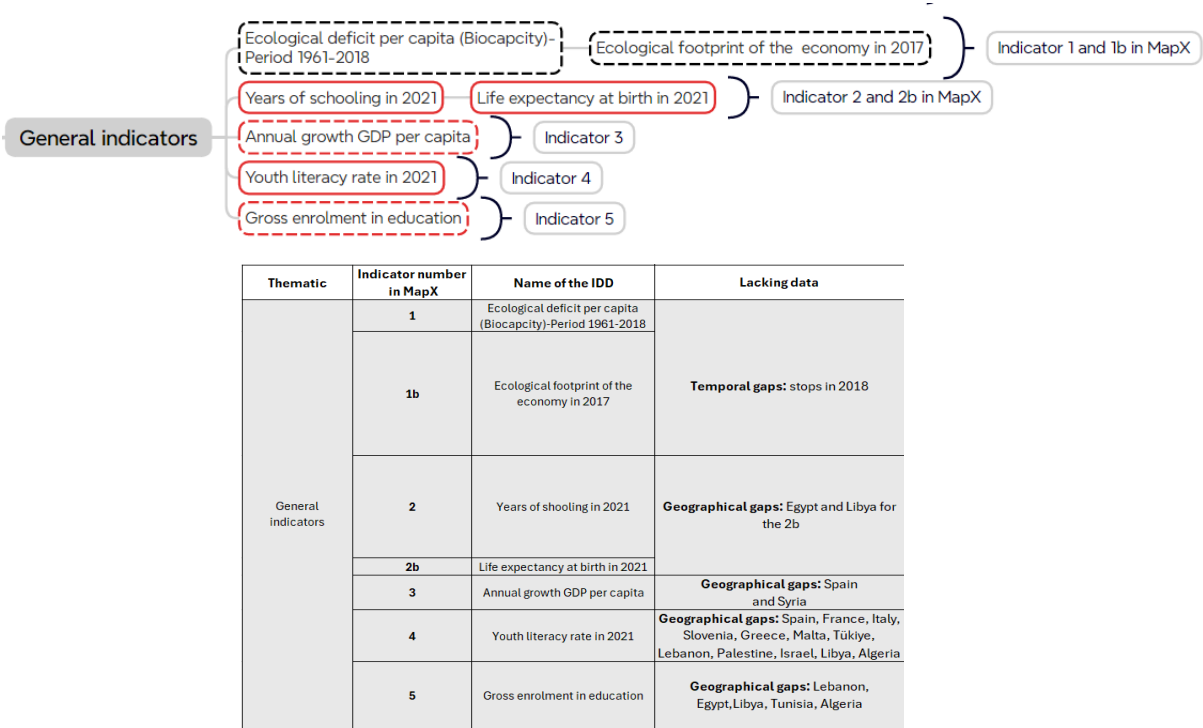 Ecological deficit per capita (Biocapcity)-
Period 1961-2018
Ecological footprint of the economy in 2017
Indicator 1 and 1b in MapX
Years of schooling in 2021
Life expectancy at birth in 2021
Indicator 2 and 2b in MapX
General indicators
Annual growth GDP per capita
Indicator 3
Youth literacy rate in 2021
Indicator 4
Gross enrolment in education
Indicator 5
Thematic
Indicator number
in MapX
Name of the IDD
Lacking data
General
indicators
1
Ecological deficit per capita
(Biocapcity)-Period 1961-2018
1b
Ecological footprint of the
economy in 2017
Temporal gaps: stops in 2018
2
Years of shooling in 2021
Geographical gaps: Egypt and Libya for
the 2b
2b
Life expectancy at birth in 2021
3
Annual growth GDP per capita
Geographical gaps: Spain
and Syria
4
Youth literacy rate in 2021
Geographical gaps: Spain, France, Italy,
Slovenia, Greece, Malta, Tükiye,
Lebanon, Palestine, Israel, Libya, Algeria
5
Gross enrolment in education
Geographical gaps: Lebanon,
Egypt,Libya, Tunisia, Algeria